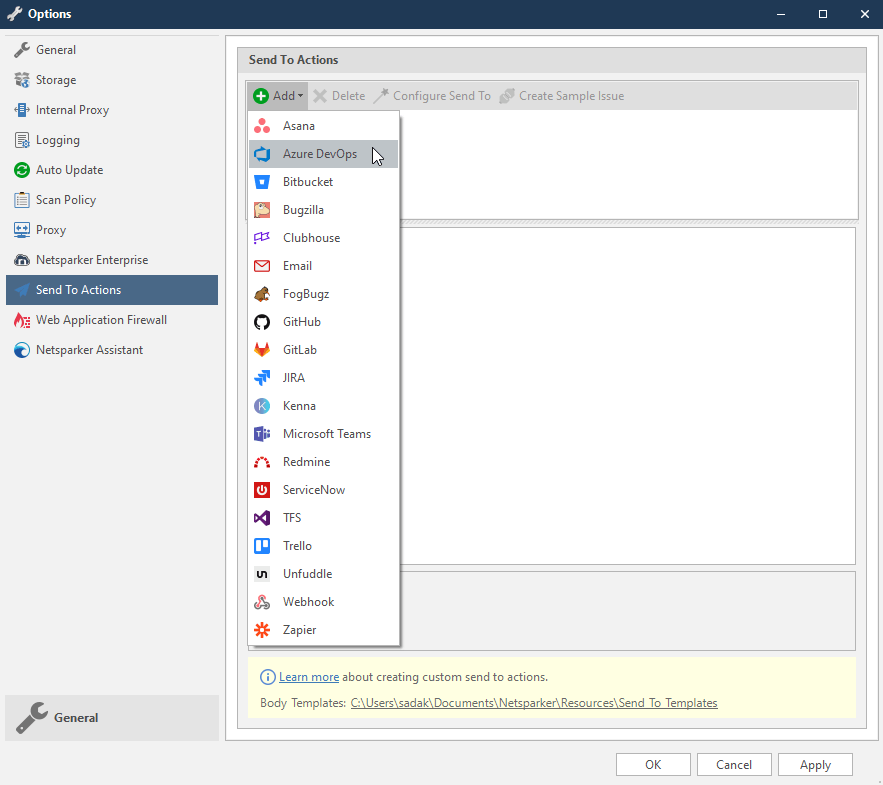 Options
General
Storage
Internal Proxy
Logging
Auto Update
Scan Policy
Proxy
Netsparker Enterprise
Send To Actions
Web Application Firewall
Netsparker Assistant
General
Send To Actions
Add Delete Configure Send To Create Sample Issue
Asana
Azure DevOps
Bitbucket
Bugzilla
Clubhouse
Email
FogBugz
GitHub
GitLab
JIRA
Kenna
Microsoft Teams
Redmine
ServiceNow
TFS
Trello
Unfuddle
Webhook
Zapier
Learn more about creating custom send to actions.
Body Templates: C:\Users\sadak\Documents\Netsparker\Resources\Send To Templates
OK Cancel Apply